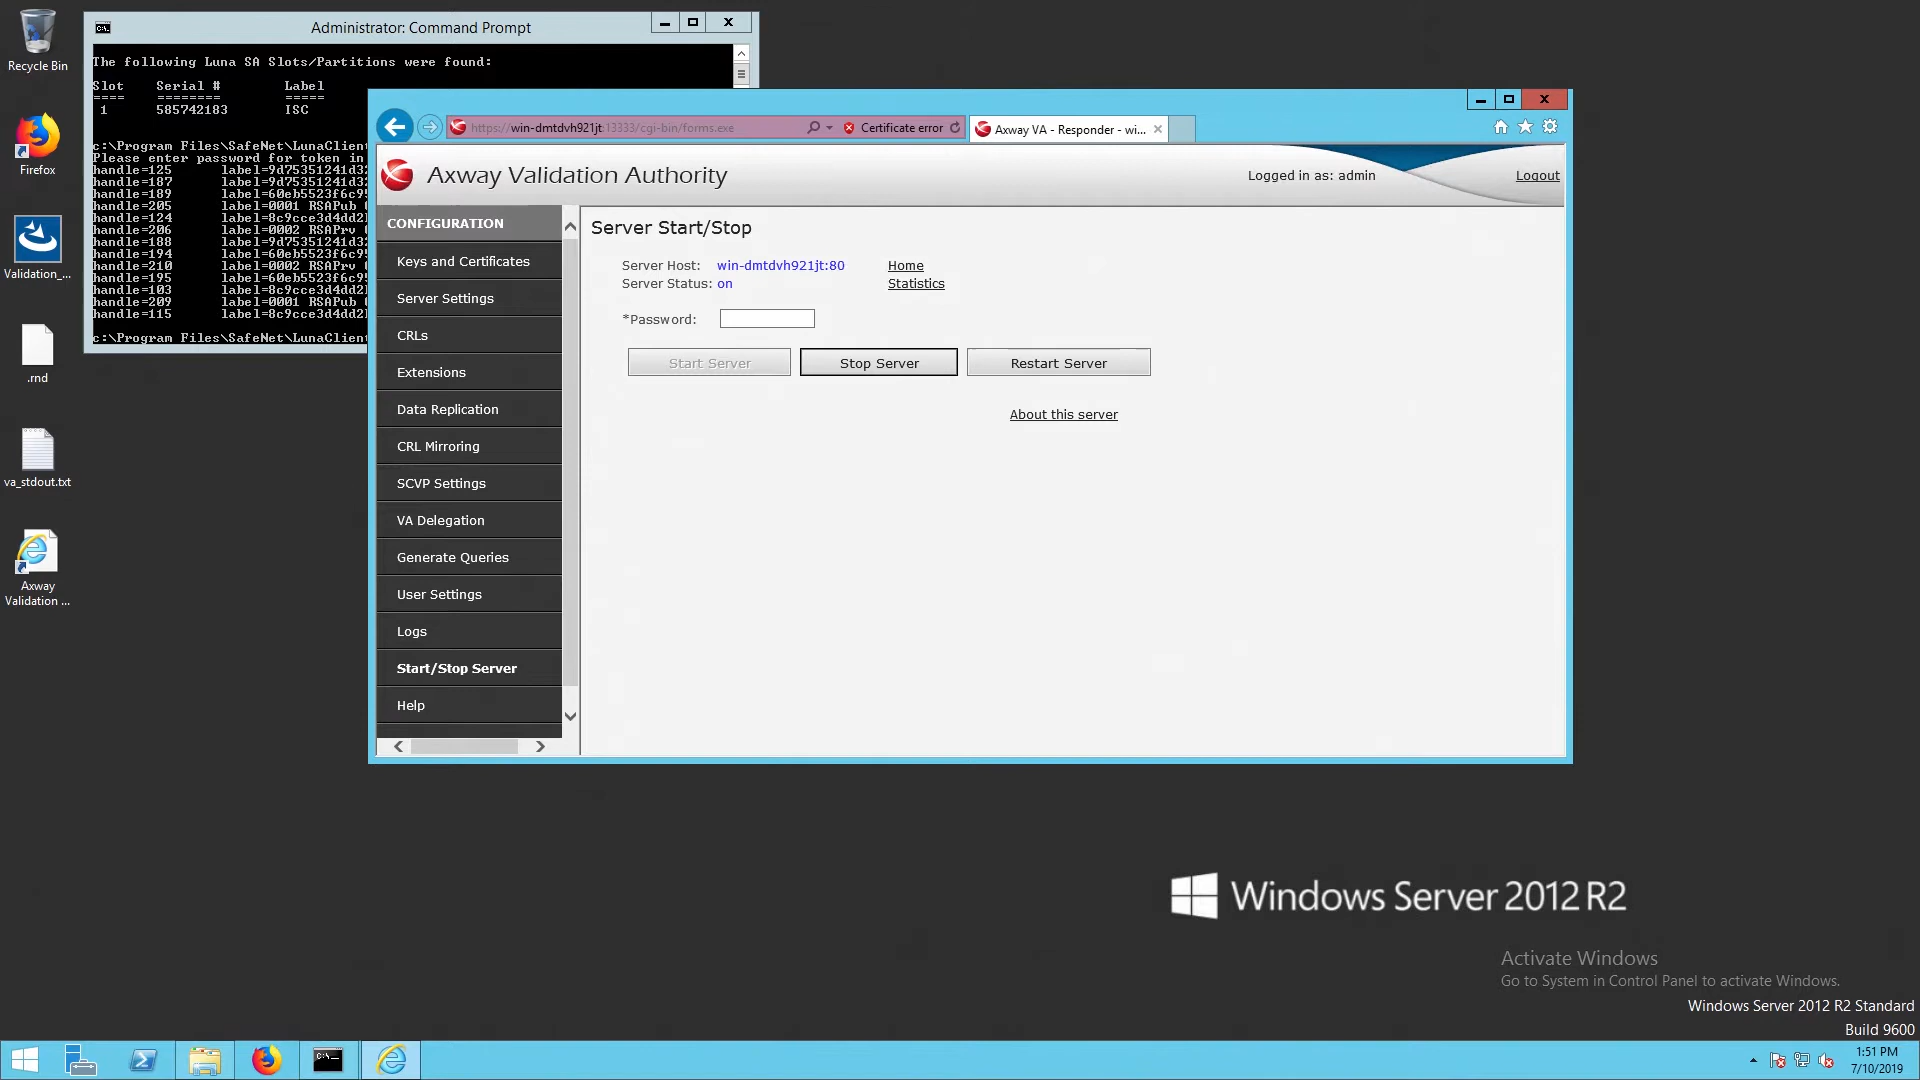 Recycle Bin
Firefox
Validation_...
.rnd
va_stdout.txt
Axway
Validation ...
Administrator: Command Prompt
The following Luna SA Slots/Partitions were found:
Slot Serial # Label
==== ======== =====
1 585742183 ISC
c:\Program Files\SafeNet\LunaClient
Please enter password for token in
handle=125 label=9d75351241d32
handle=187 label=9d75351241d32
handle=189 label=60eb5523f6c95
handle=205 label=0001 RSAPub
handle=124 label=8c9cce3d4dd2
handle=206 label=0002 RSAPrv
handle=188 label=9d75351241d32
handle=194 label=60eb5523f6c95
handle=210 label=0002 RSAPrv
handle=195 label=60eb5523f6c95
handle=103 label=8c9cce3d4dd2
handle=209 label=0001 RSAPub
handle=115 label=8c9cce3d4dd2
c:\Program Files\SafeNet\LunaClient
https://win-dmtdvh921jt:13333/cgi-bin/forms.exe
Certificate error
Axway VA - Responder - wi...
Axway Validation Authority
Logged in as: admin
Logout
CONFIGURATION
Keys and Certificates
Server Settings
CRLs
Extensions
Data Replication
CRL Mirroring
SCVP Settings
VA Delegation
Generate Queries
User Settings
Logs
Start/Stop Server
Help
Server Start/Stop
Server Host: win-dmtdvh921jt:80 Home
Server Status: on Statistics
*Password:
Start Server Stop Server Restart Server
About this server
Windows Server 2012 R2
Activate Windows
Go to System in Control Panel to activate Windows.
Windows Server 2012 R2 Standard
Build 9600
1:51 PM
7/10/2019